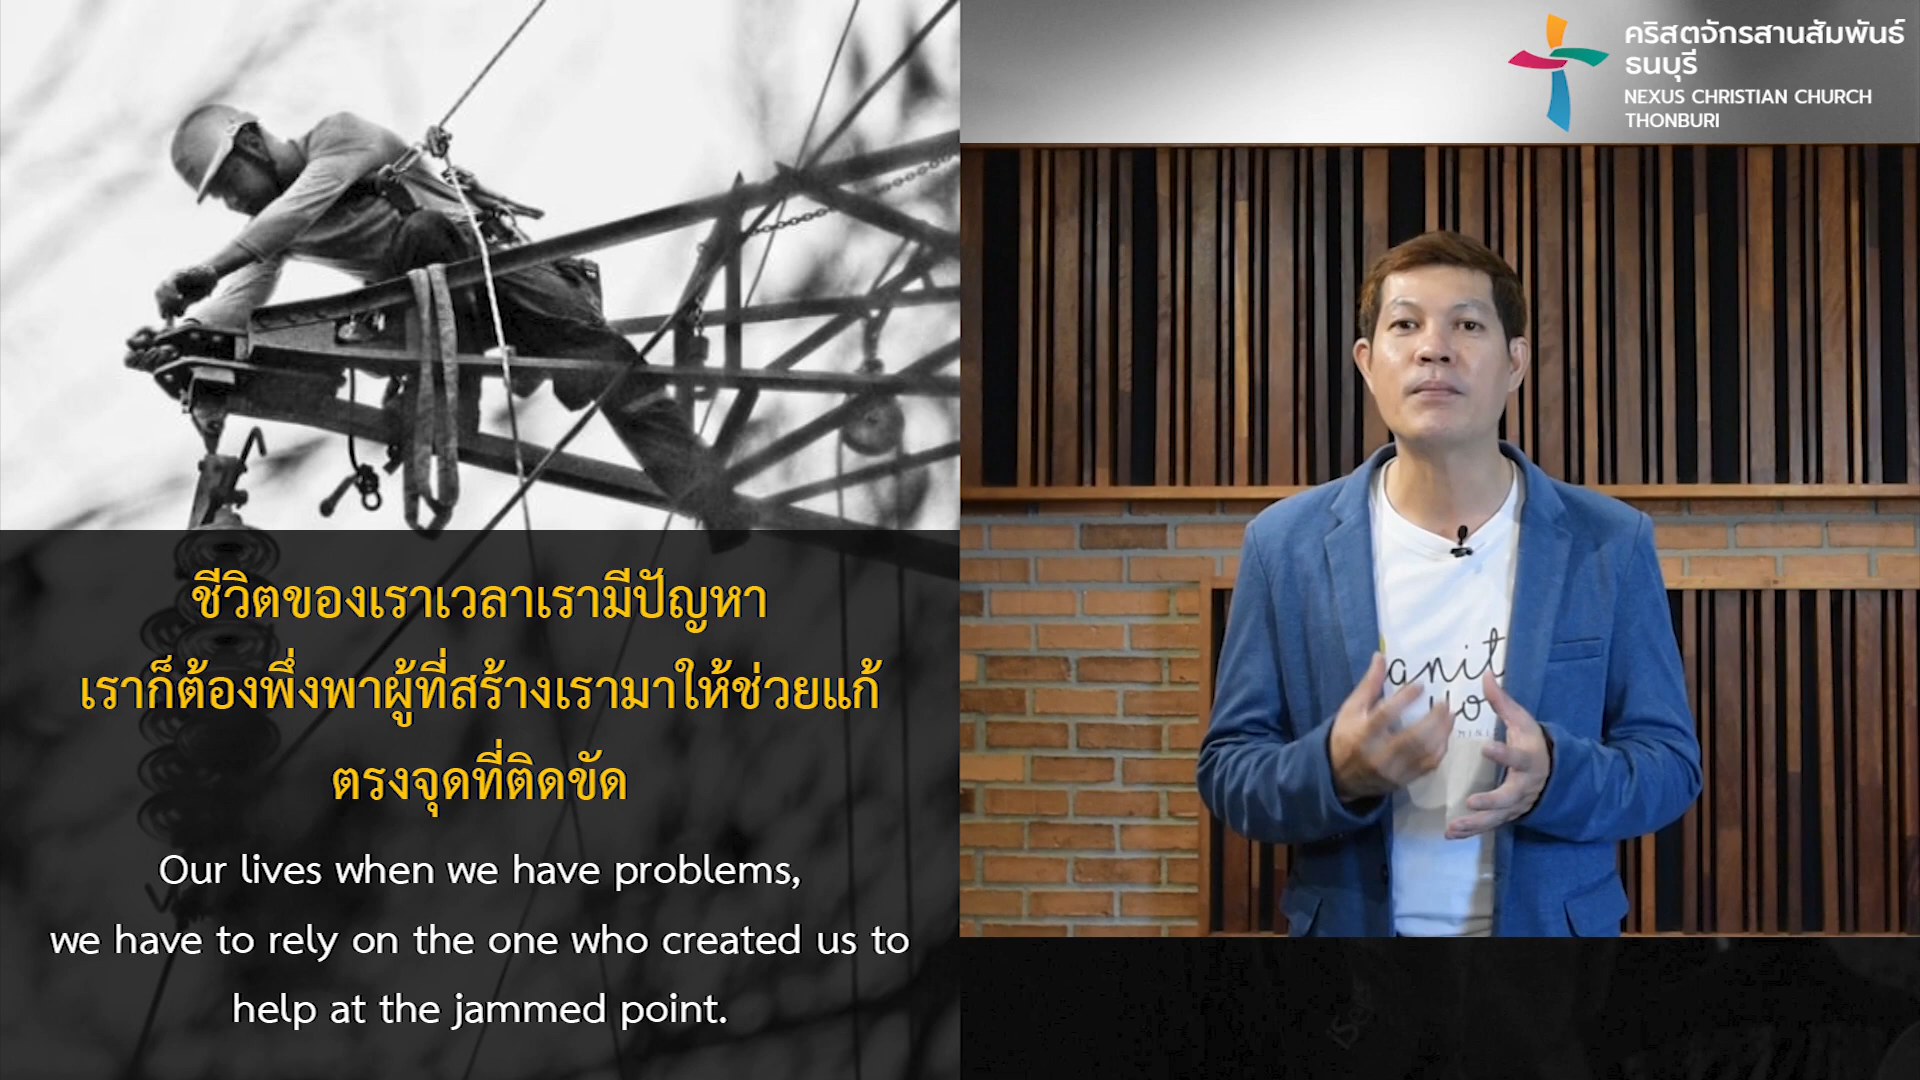 คริสตจักรสานสัมพันธ์
ธนบุรี
NEXUS CHRISTIAN CHURCH
THONBURI
ชีวิตของเราเวลาเรามีปัญหา
เราก็ต้องพึ่งพาผู้ที่สร้างเรามาให้ช่วยแก้
ตรงจุดที่ติดขัด
Our lives when we have problems,
we have to rely on the one who created us to
help at the jammed point.